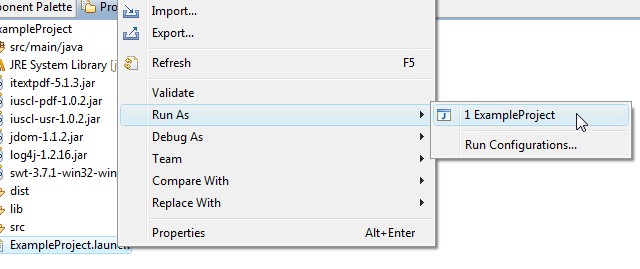 ponent Palette
Pro
xampleProject
src/main/java
JRE System Library [j
itextpdf-5.1.3.jar
iuscl-pdf-1.0.2.jar
iuscl-usr-1.0.2.jar
jdom-1.1.2.jar
log4j-1.2.16.jar
swt-3.7.1-win32-win
dist
lib
src
ExampleProject.launch
Import...
Export...
Refresh F5
Validate
Run As
Debug As
Team
Compare With
Replace With
Properties Alt+Enter
1 ExampleProject
Run Configurations...